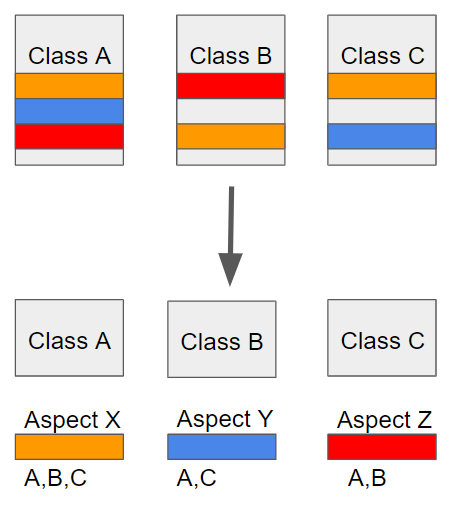 Class A
Class B
Class C
Class A
Class B
Class C
Aspect X
Aspect Y
Aspect Z
A,B,C
A,C
A,B